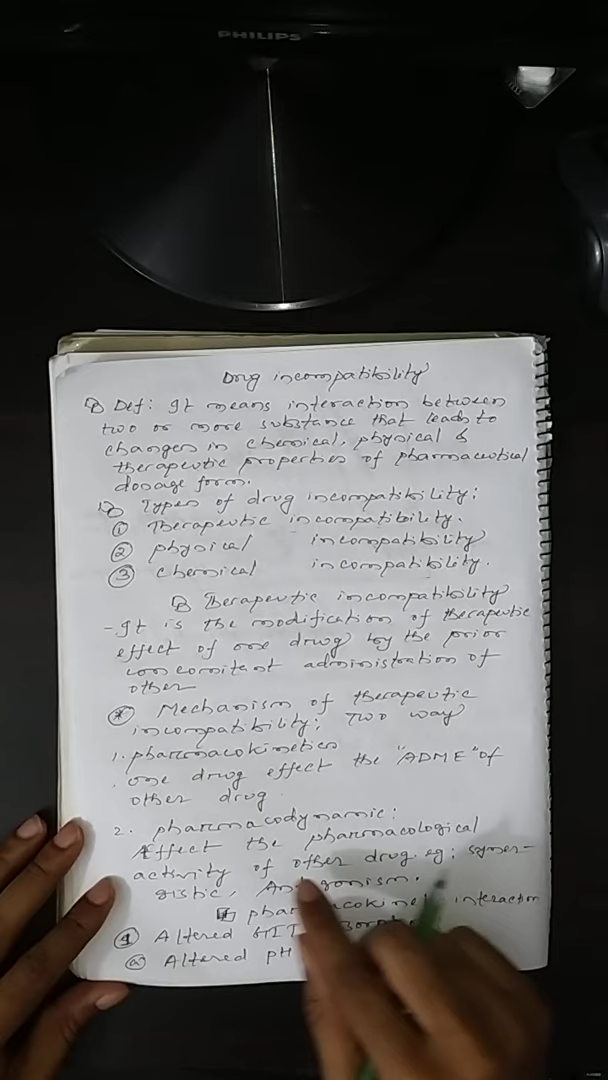 PHILIPS
Drug incompatibility
Def: It means interaction between
two or more substance that leads to
changes in chemical, physical &
therapeutic properties of pharmaceutical
dosage form.
Types of drug incompatibility:
① Therapeutic incompatibility.
② physical incompatibility
③ chemical incompatibility.
Therapeutic incompatibility
- It is the modification of therapeutic
effect of one drug by the prior
concomitant administration of
other
* Mechanism of therapeutic
incompatibility: Two way
1. pharmacokinetics
. one drug effect the "ADME" of
other drug.
2. pharmacodynamic:
Affect the pharmacological
activity of other drug. eg: syner-
gistic, Antagonism.
interaction
Altered GIT
ⓐ Altered pH